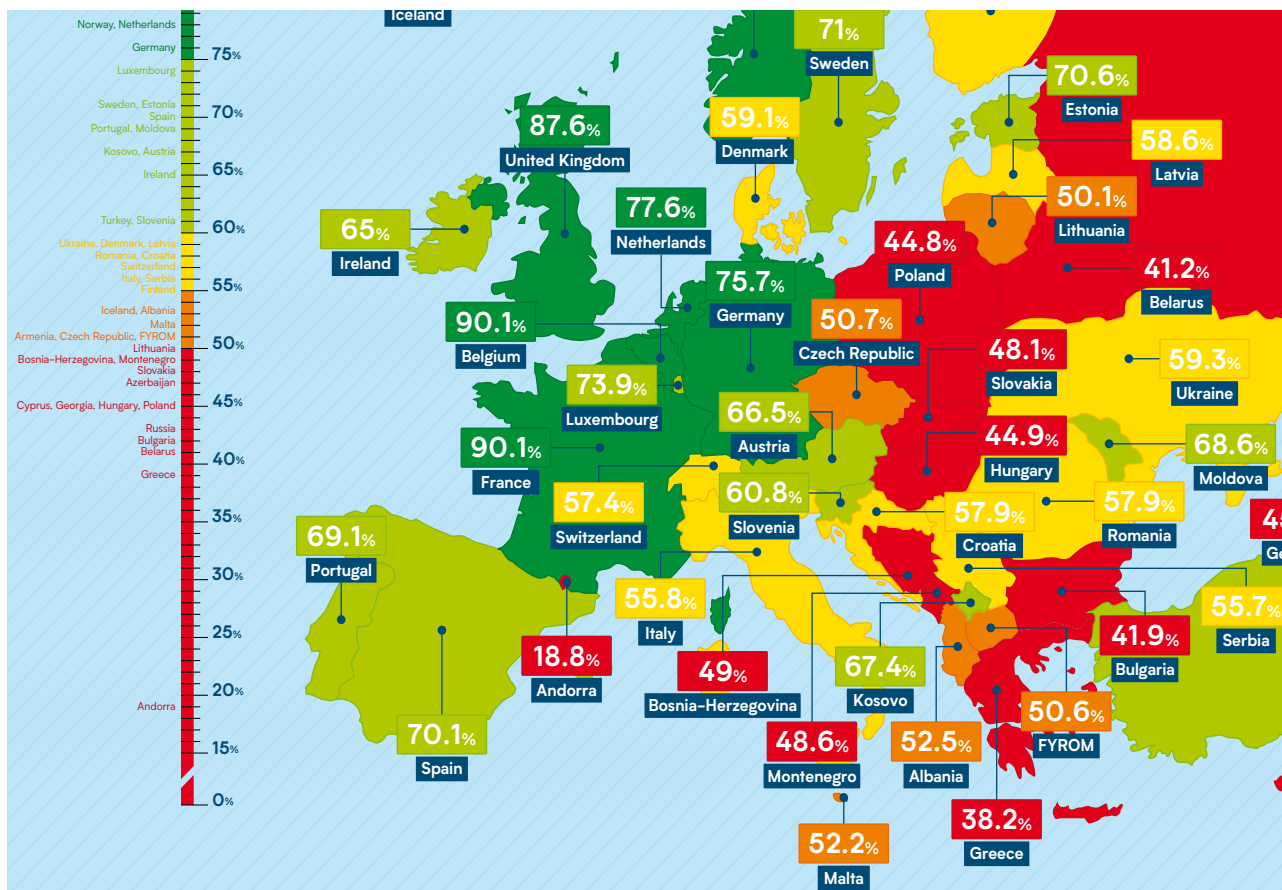 Norway, Netherlands
Germany
Luxembourg
Sweden, Estonia
Spain
Portugal, Moldova
Kosovo, Austria
Ireland
Turkey, Slovenia
Ukraine, Denmark, Latvia
Romania, Croatia
Switzerland
Italy, Serbia
Finland
Iceland, Albania
Malta
Armenia, Czech Republic, FYROM
Lithuania
Bosnia-Herzegovina, Montenegro
Slovakia
Azerbaijan
Cyprus, Georgia, Hungary, Poland
Russia
Bulgaria
Belarus
Greece
Andorra
75%
70%
65%
60%
55%
50%
45%
40%
35%
30%
25%
20%
15%
0%
Iceland
71%
Sweden
70.6%
Estonia
87.6%
United Kingdom
59.1%
Denmark
58.6%
Latvia
77.6%
Netherlands
50.1%
Lithuania
65%
Ireland
44.8%
Poland
41.2%
Belarus
75.7%
Germany
90.1%
Belgium
50.7%
Czech Republic
48.1%
Slovakia
59.3%
Ukraine
73.9%
Luxembourg
66.5%
Austria
90.1%
France
44.9%
Hungary
68.6%
Moldova
57.4%
Switzerland
60.8%
Slovenia
57.9%
Croatia
57.9%
Romania
69.1%
Portugal
55.8%
Italy
55.7%
Serbia
18.8%
Andorra
49%
Bosnia-Herzegovina
67.4%
Kosovo
41.9%
Bulgaria
70.1%
Spain
48.6%
Montenegro
52.5%
Albania
50.6%
FYROM
38.2%
Greece
52.2%
Malta